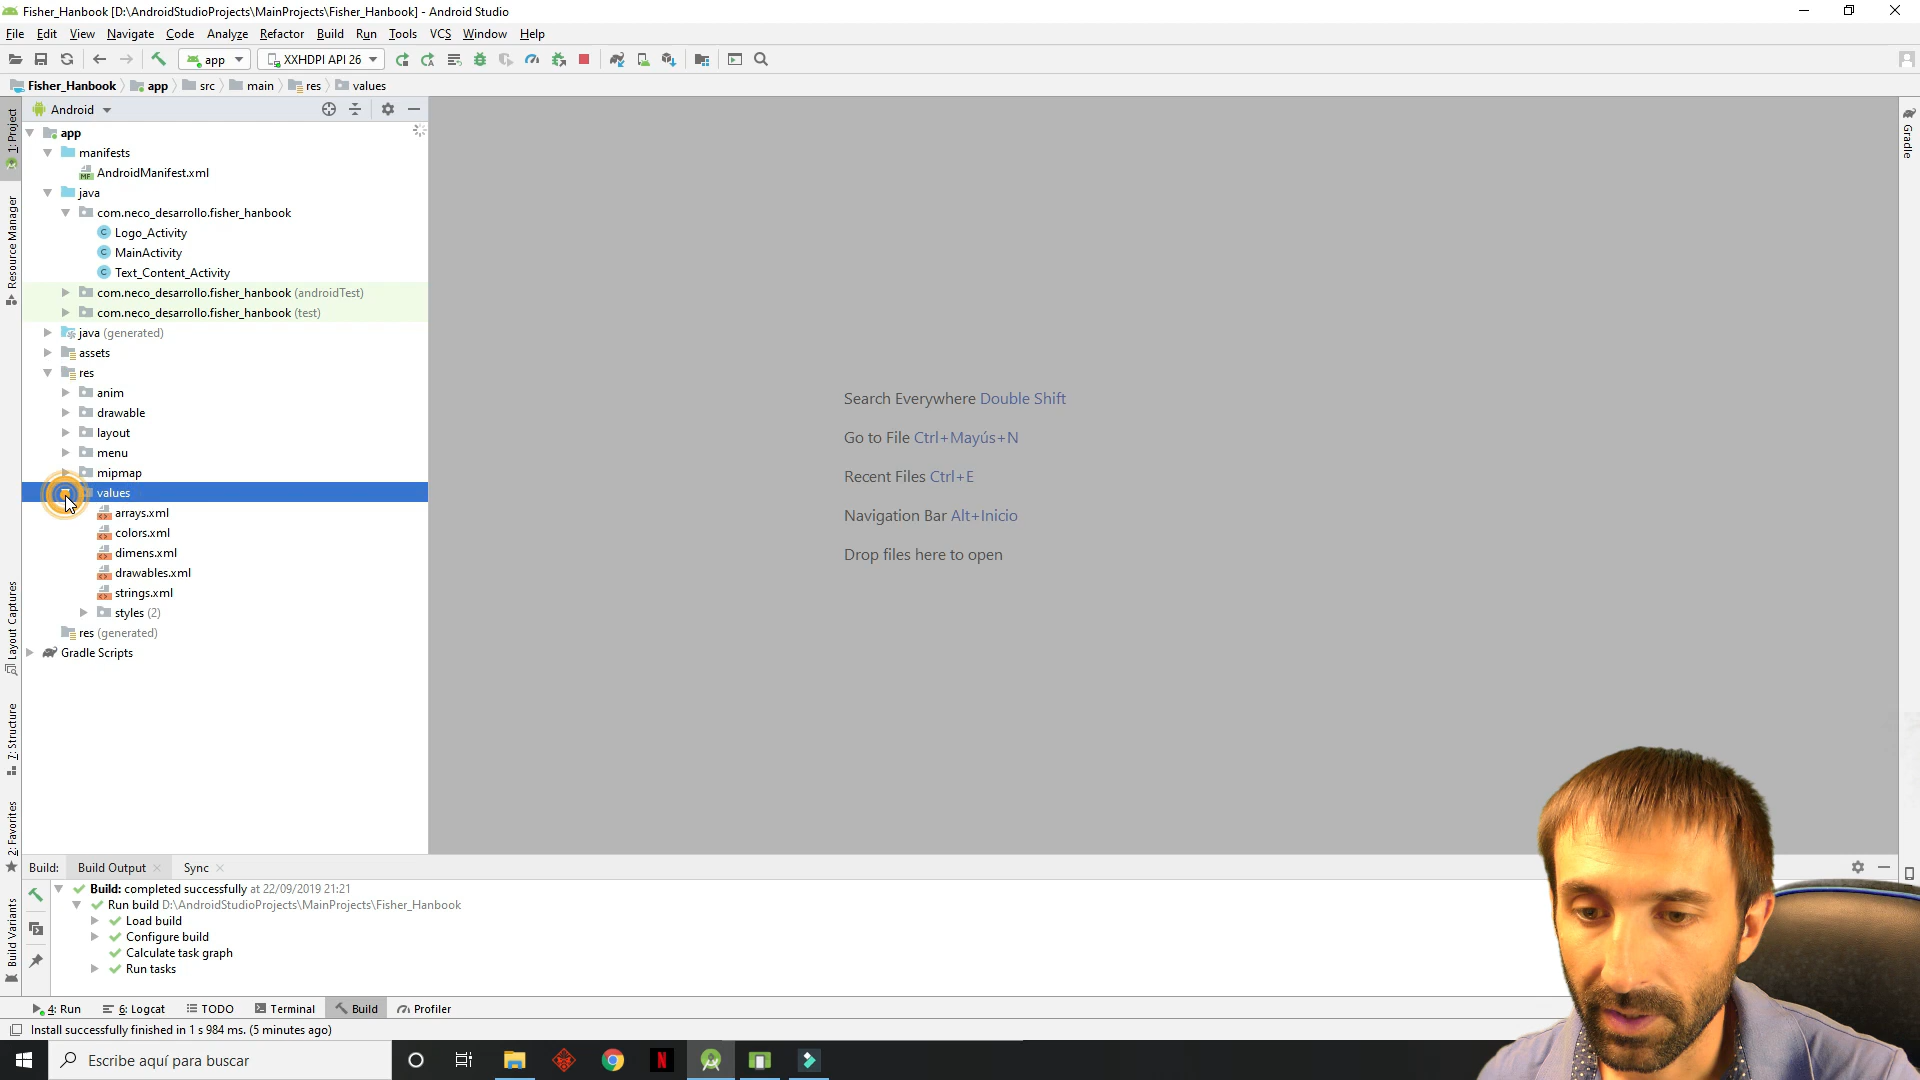 Fisher_Hanbook [D:\AndroidStudioProjects\MainProjects\Fisher_Hanbook] - Android Studio
File Edit View Navigate Code Analyze Refactor Build Run Tools VCS Window Help
app XXHDPI API 26
Fisher_Hanbook app src main res values
Android
1: Project
Resource Manager
Layout Captures
7: Structure
2: Favorites
Build Variants
Gradle
app
manifests
AndroidManifest.xml
java
com.neco_desarrollo.fisher_hanbook
Logo_Activity
MainActivity
Text_Content_Activity
com.neco_desarrollo.fisher_hanbook (androidTest)
com.neco_desarrollo.fisher_hanbook (test)
java (generated)
assets
res
anim
drawable
layout
menu
mipmap
values
arrays.xml
colors.xml
dimens.xml
drawables.xml
strings.xml
styles (2)
res (generated)
Gradle Scripts
Search Everywhere Double Shift
Go to File Ctrl+Mayús+N
Recent Files Ctrl+E
Navigation Bar Alt+Inicio
Drop files here to open
Build: Build Output Sync
Build: completed successfully at 22/09/2019 21:21
Run build D:\AndroidStudioProjects\MainProjects\Fisher_Hanbook
Load build
Configure build
Calculate task graph
Run tasks
4: Run 6: Logcat TODO Terminal Build Profiler
Install successfully finished in 1 s 984 ms. (5 minutes ago)
Escribe aquí para buscar